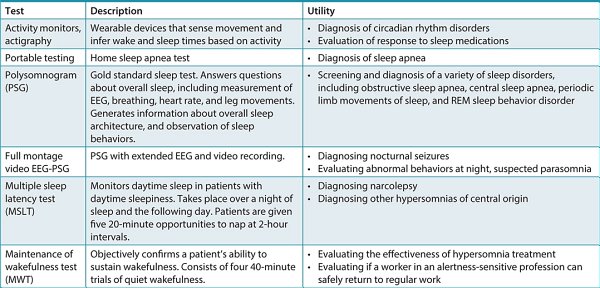 Test Description Utility
Activity monitors, Wearable devices that sense movement and • Diagnosis of circadian rhythm disorders
actigraphy infer wake and sleep times based on activity • Evaluation of response to sleep medications
Portable testing Home sleep apnea test • Diagnosis of sleep apnea
Polysomnogram Gold standard sleep test. Answers questions • Screening and diagnosis of a variety of sleep disorders,
(PSG) about overall sleep, including measurement of including obstructive sleep apnea, central sleep apnea, periodic
EEG, breathing, heart rate, and leg movements. limb movements of sleep, and REM sleep behavior disorder
Generates information about overall sleep
architecture, and observation of sleep
behaviors.
Full montage PSG with extended EEG and video recording. • Diagnosing nocturnal seizures
video EEG-PSG • Evaluating abnormal behaviors at night, suspected parasomnia
Multiple sleep Monitors daytime sleep in patients with • Diagnosing narcolepsy
latency test daytime sleepiness. Takes place over a night of • Diagnosing other hypersomnias of central origin
(MSLT) sleep and the following day. Patients are given
five 20-minute opportunities to nap at 2-hour
intervals.
Maintenance of Objectively confirms a patient's ability to • Evaluating the effectiveness of hypersomnia treatment
wakefulness test sustain wakefulness. Consists of four 40-minute • Evaluating if a worker in an alertness-sensitive profession can
(MWT) trials of quiet wakefulness. safely return to regular work